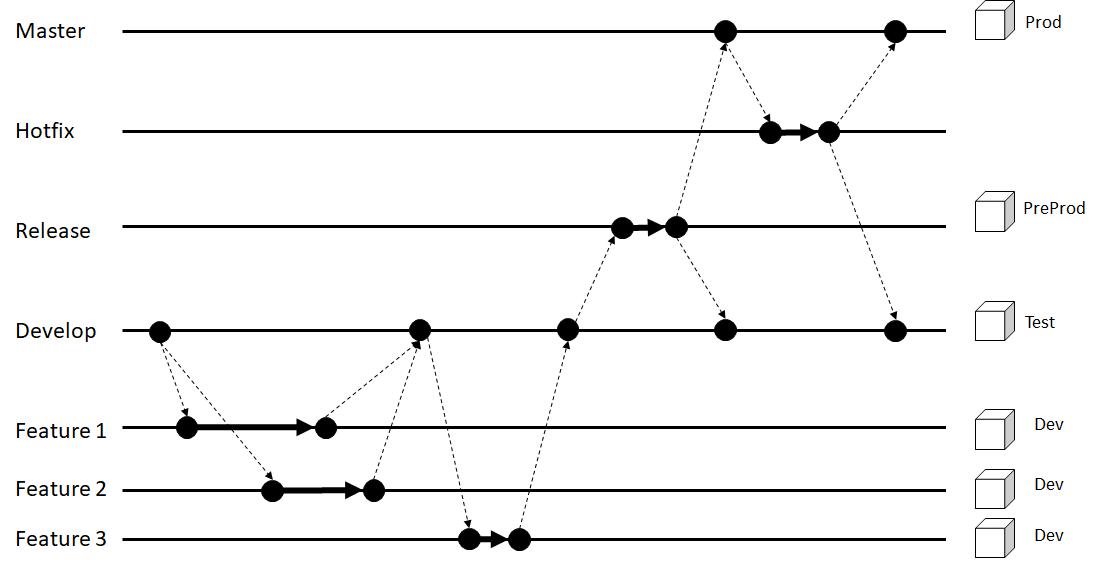 Master
Prod
Hotfix
Release
PreProd
Develop
Test
Feature 1
Dev
Feature 2
Dev
Feature 3
Dev